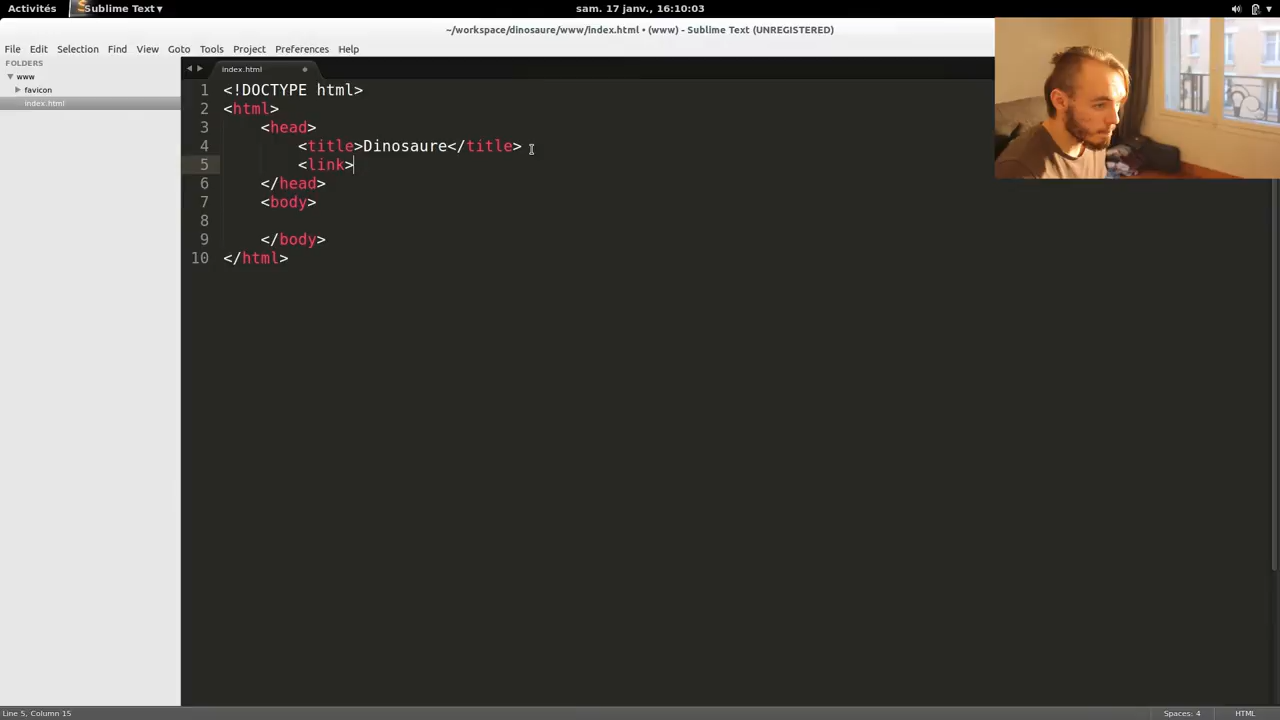 Activités
Sublime Text
sam. 17 janv., 16:10:03
~/workspace/dinosaure/www/index.html • (www) - Sublime Text (UNREGISTERED)
File Edit Selection Find View Goto Tools Project Preferences Help
FOLDERS
www
favicon
index.html
index.html
1 <!DOCTYPE html>
2 <html>
3 <head>
4 <title>Dinosaure</title>
5 <link>
6 </head>
7 <body>
8
9 </body>
10 </html>
Line 5, Column 15
Spaces: 4
HTML